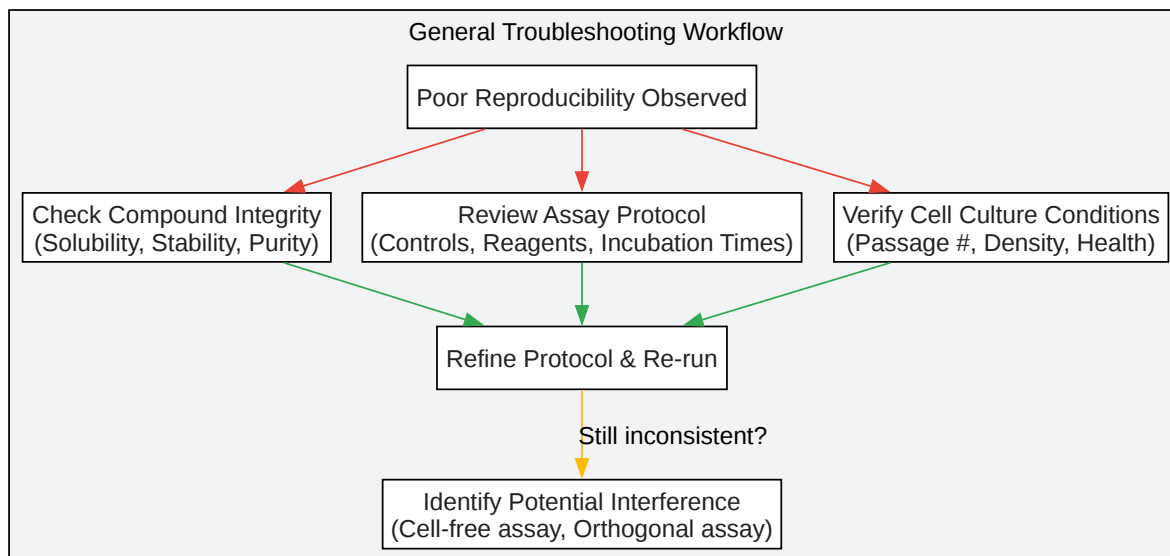 General Troubleshooting Workflow
Poor Reproducibility Observed
Check Compound Integrity
(Solubility, Stability, Purity)
Review Assay Protocol
(Controls, Reagents, Incubation Times)
Verify Cell Culture Conditions
(Passage #, Density, Health)
Refine Protocol & Re-run
Still inconsistent?
Identify Potential Interference
(Cell-free assay, Orthogonal assay)